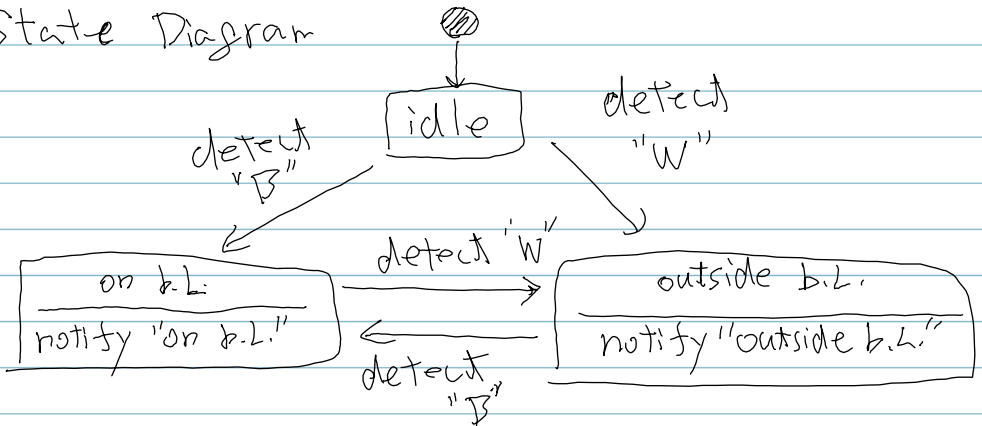 State Diagram
idle
detect
"B"
detect
"W"
on b.L.
notify "on b.L."
detect "W"
detect
"B"
outside b.L.
notify "outside b.L."